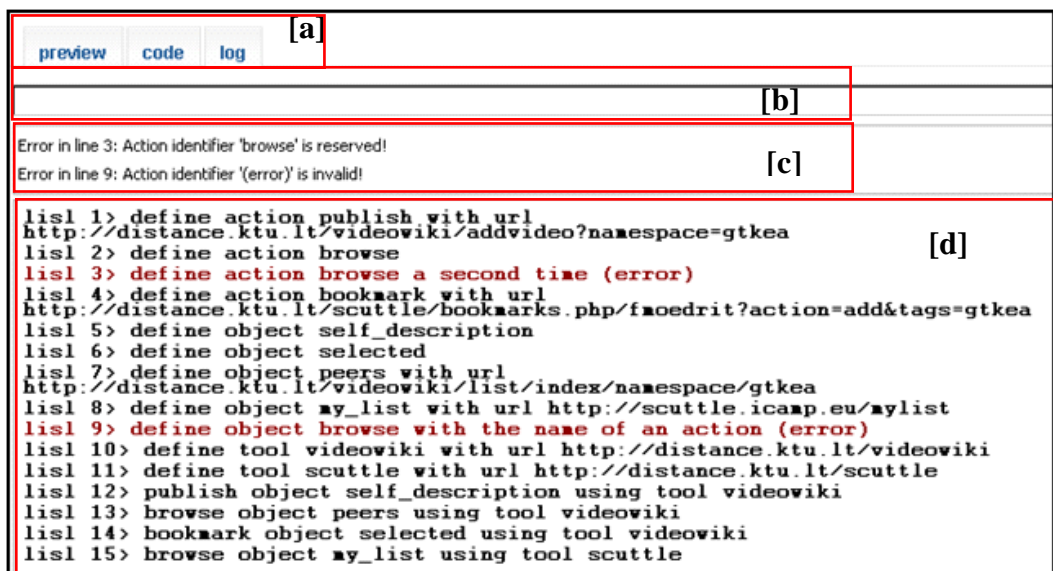 [a]
preview code log
[b]
Error in line 3: Action identifier 'browse' is reserved!
Error in line 9: Action identifier '(error)' is invalid!
[c]
[d]
lisl 1> define action publish with url
http://distance.ktu.lt/videowiki/addvideo?namespace=gtkea
lisl 2> define action browse
lisl 3> define action browse a second time (error)
lisl 4> define action bookmark with url
http://distance.ktu.lt/scuttle/bookmarks.php/fmoedrit?action=add&tags=gtkea
lisl 5> define object self_description
lisl 6> define object selected
lisl 7> define object peers with url
http://distance.ktu.lt/videowiki/list/index/namespace/gtkea
lisl 8> define object my_list with url http://scuttle.icamp.eu/mylist
lisl 9> define object browse with the name of an action (error)
lisl 10> define tool videowiki with url http://distance.ktu.lt/videowiki
lisl 11> define tool scuttle with url http://distance.ktu.lt/scuttle
lisl 12> publish object self_description using tool videowiki
lisl 13> browse object peers using tool videowiki
lisl 14> bookmark object selected using tool videowiki
lisl 15> browse object my_list using tool scuttle